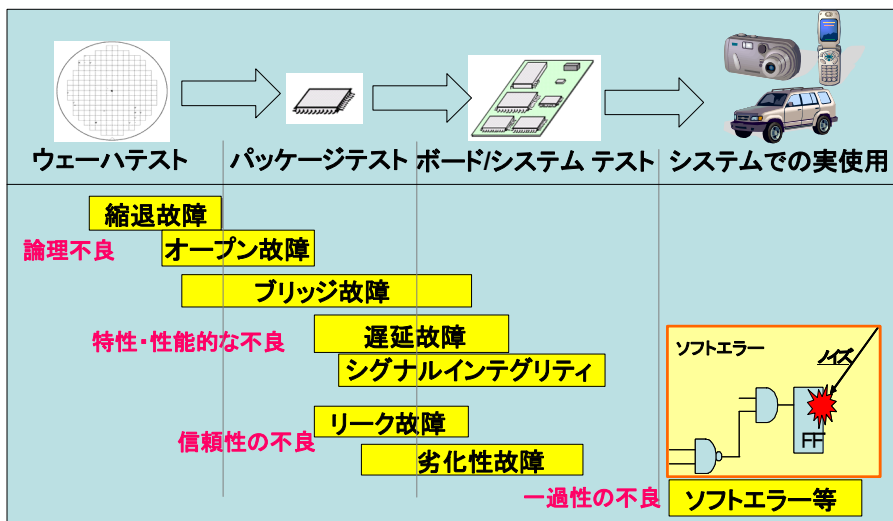 ウェーハテスト
パッケージテスト
ボード/システム テスト
システムでの実使用
縮退故障
論理不良
オープン故障
ブリッジ故障
特性・性能的な不良
遅延故障
シグナルインテグリティ
信頼性の不良
リーク故障
劣化性故障
ソフトエラー
ノイズ
FF
一過性の不良
ソフトエラー等